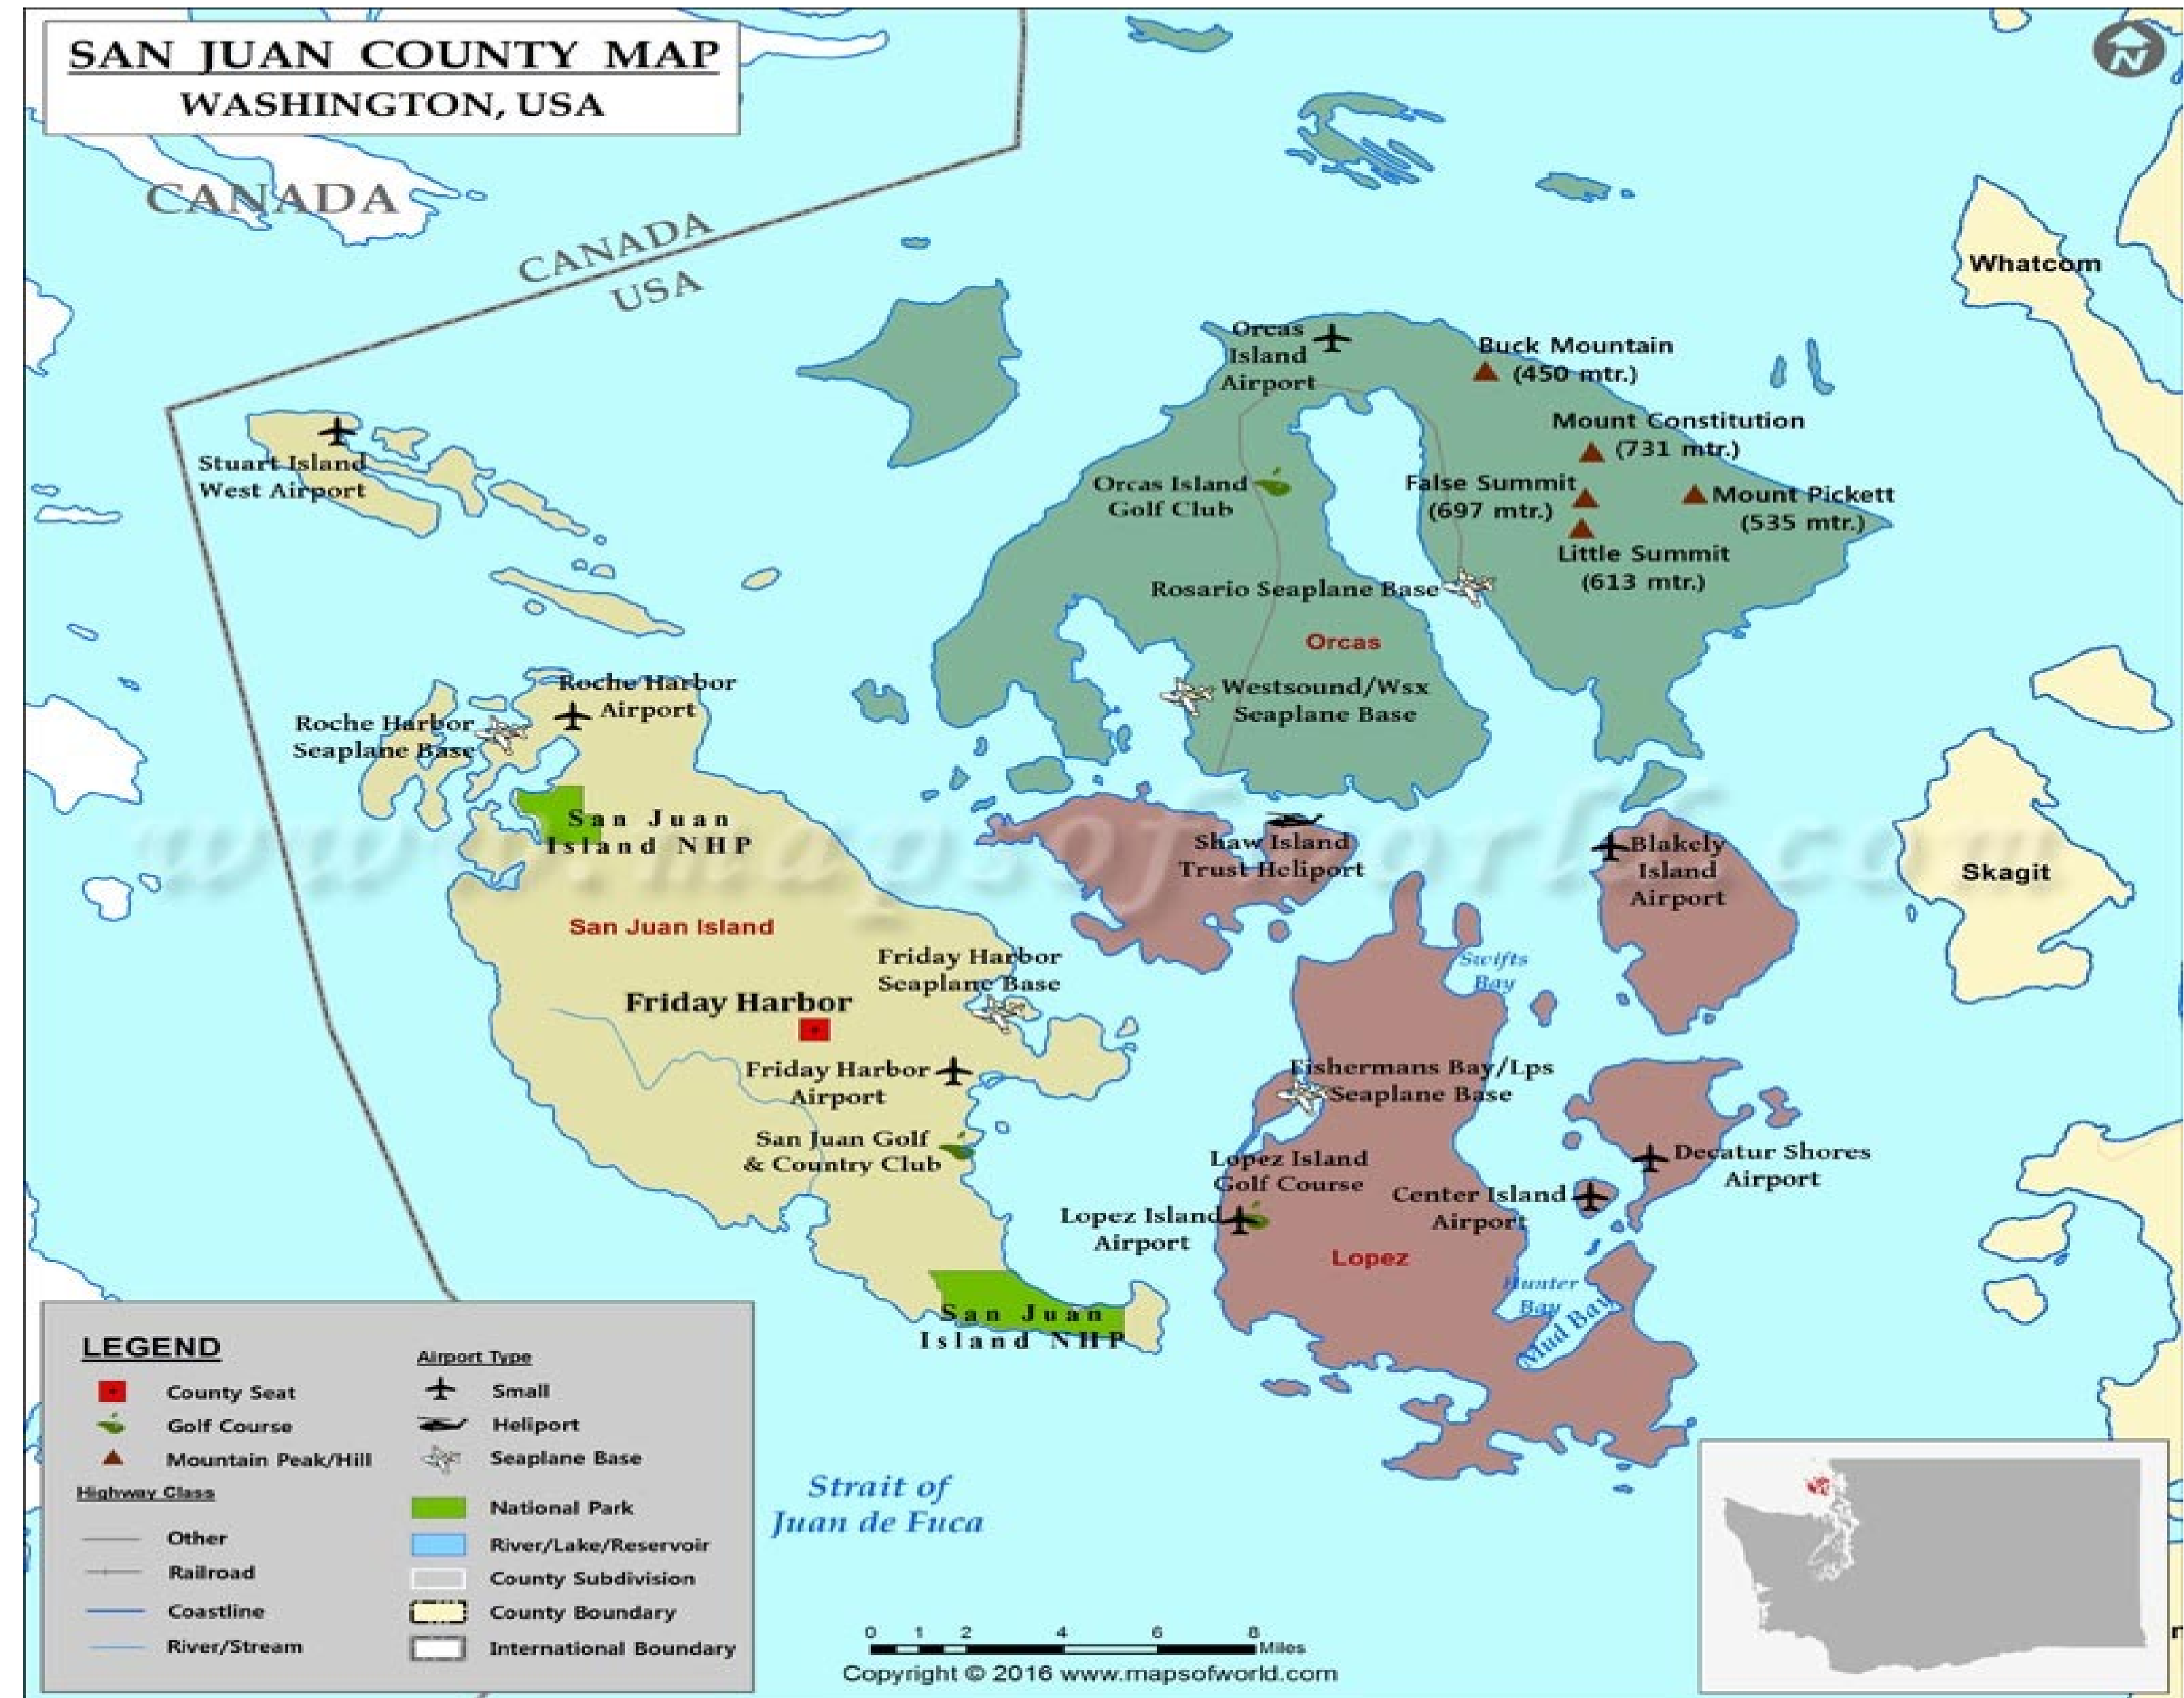 SAN JUAN COUNTY MAP
WASHINGTON, USA
N
CANADA
CANADA
USA
Whatcom
Orcas
Island
Airport
Buck Mountain
(450 mtr.)
Mount Constitution
(731 mtr.)
Stuart Island
West Airport
Orcas Island
Golf Club
False Summit
(697 mtr.)
Mount Pickett
(535 mtr.)
Little Summit
(613 mtr.)
Rosario Seaplane Base
Orcas
Westsound/Wsx
Seaplane Base
Roche Harbor
Airport
Roche Harbor
Seaplane Base
San Juan
Island NHP
www.mapsofworld.com
Shaw Island
Trust Heliport
Blakely
Island
Airport
Skagit
San Juan Island
Friday Harbor
Seaplane Base
Swifts
Bay
Friday Harbor
Friday Harbor
Airport
Fishermans Bay/Lps
Seaplane Base
San Juan Golf
& Country Club
Lopez Island
Golf Course
Decatur Shores
Airport
Center Island
Airport
Lopez Island
Airport
Lopez
Hunter
Bay
Mud Bay
San Juan
Island NHP
LEGEND
County Seat
Golf Course
Mountain Peak/Hill
Highway Class
Other
Railroad
Coastline
River/Stream
Airport Type
Small
Heliport
Seaplane Base
National Park
River/Lake/Reservoir
County Subdivision
County Boundary
International Boundary
Strait of
Juan de Fuca
0 1 2 4 6 8
Miles
Copyright © 2016 www.mapsofworld.com